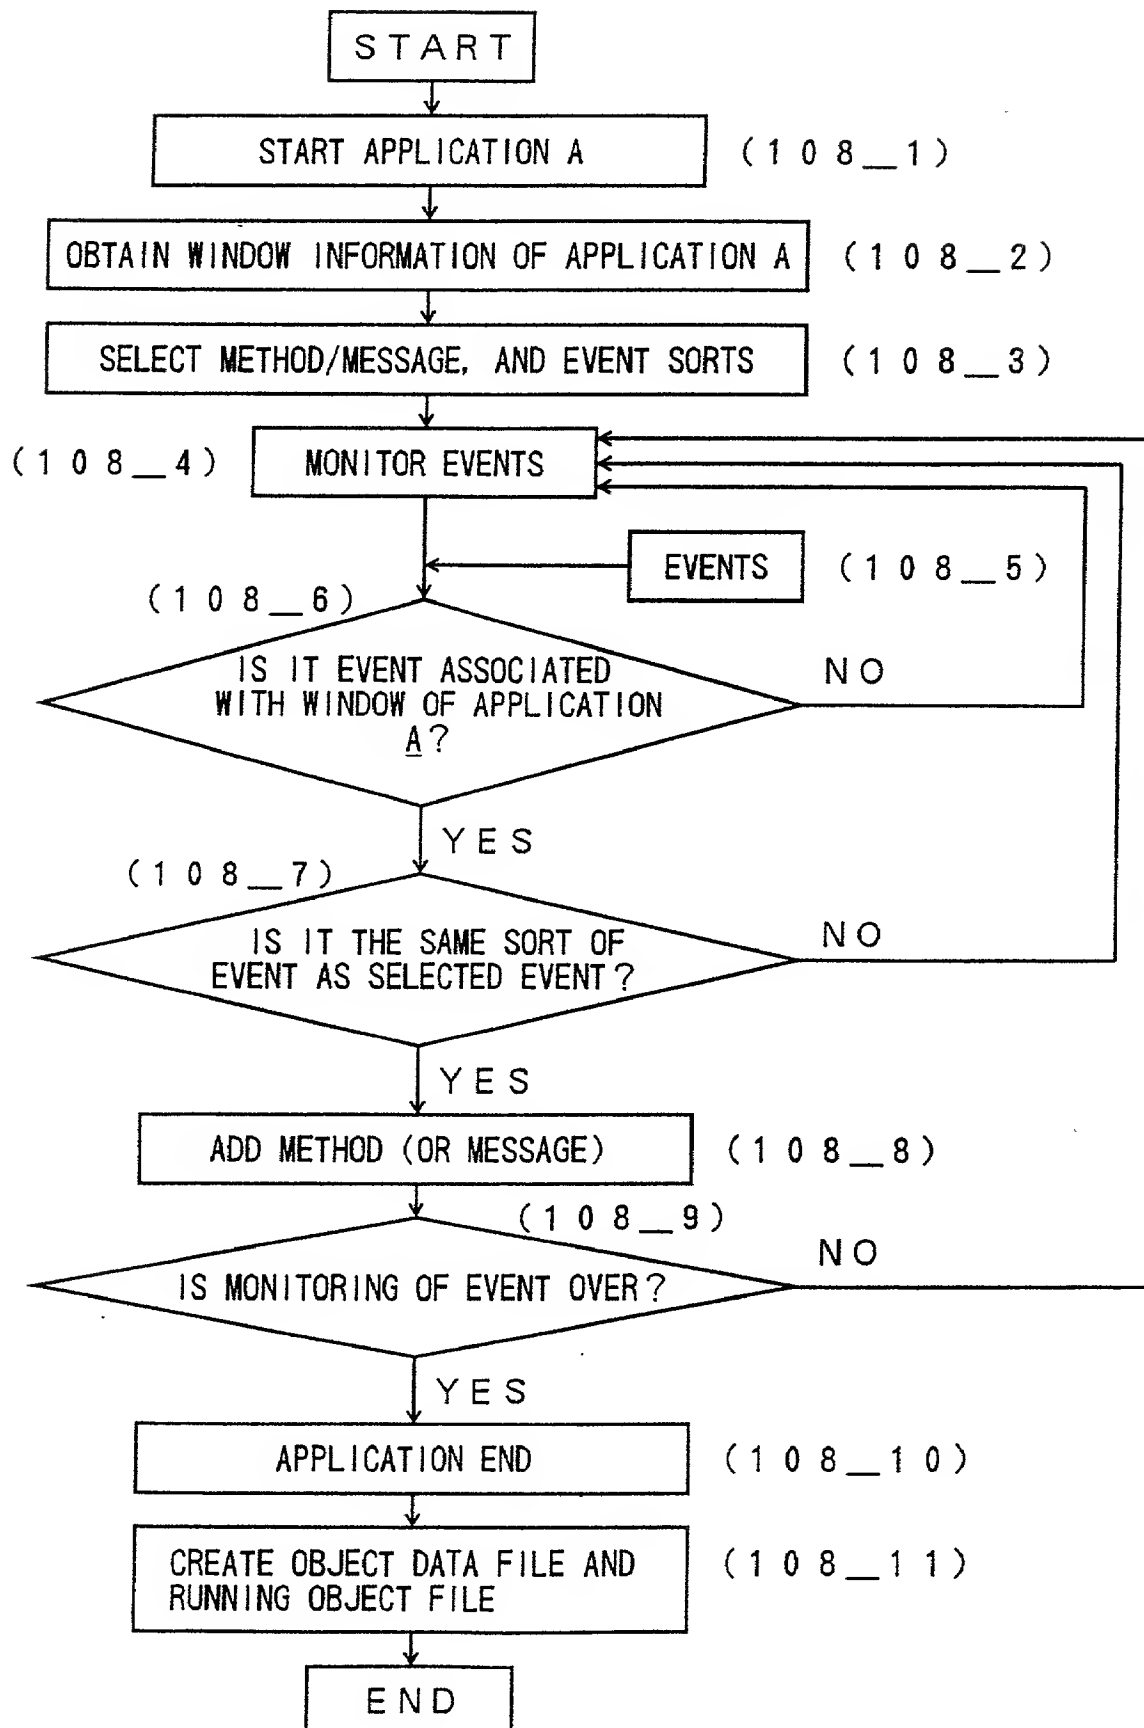 START
START APPLICATION A
(108_1)
OBTAIN WINDOW INFORMATION OF APPLICATION A
(108_2)
SELECT METHOD/MESSAGE, AND EVENT SORTS
(108_3)
(108_4)
MONITOR EVENTS
EVENTS
(108_5)
(108_6)
IS IT EVENT ASSOCIATED
WITH WINDOW OF APPLICATION
A?
NO
YES
(108_7)
IS IT THE SAME SORT OF
EVENT AS SELECTED EVENT?
NO
YES
ADD METHOD (OR MESSAGE)
(108_8)
(108_9)
IS MONITORING OF EVENT OVER?
NO
YES
APPLICATION END
(108_10)
CREATE OBJECT DATA FILE AND
RUNNING OBJECT FILE
(108_11)
END